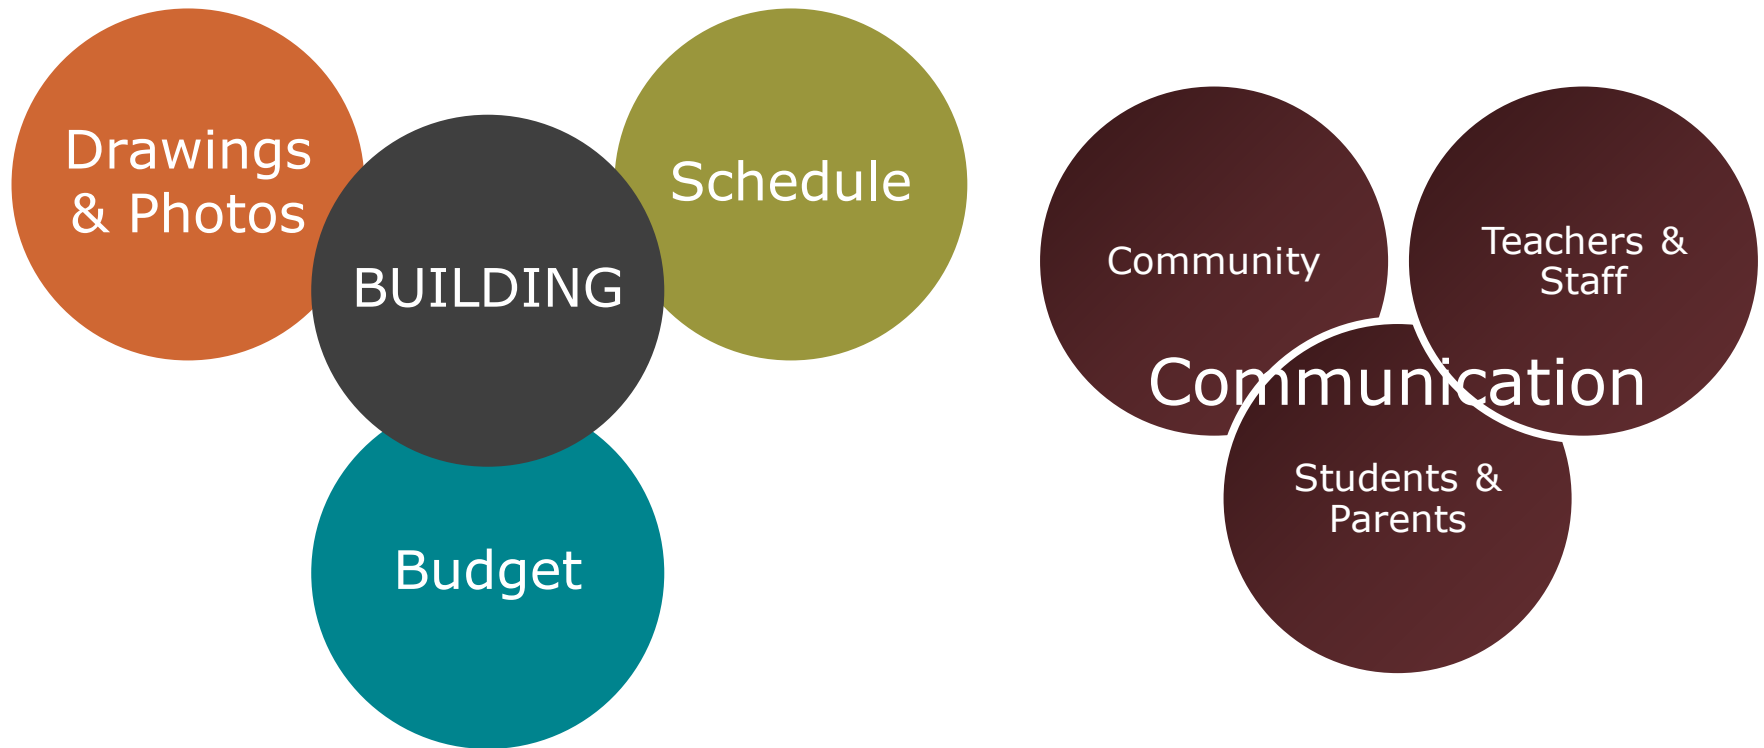 Drawings
& Photos
BUILDING
Schedule
Budget
Community
Teachers &
Staff
Communication
Students &
Parents